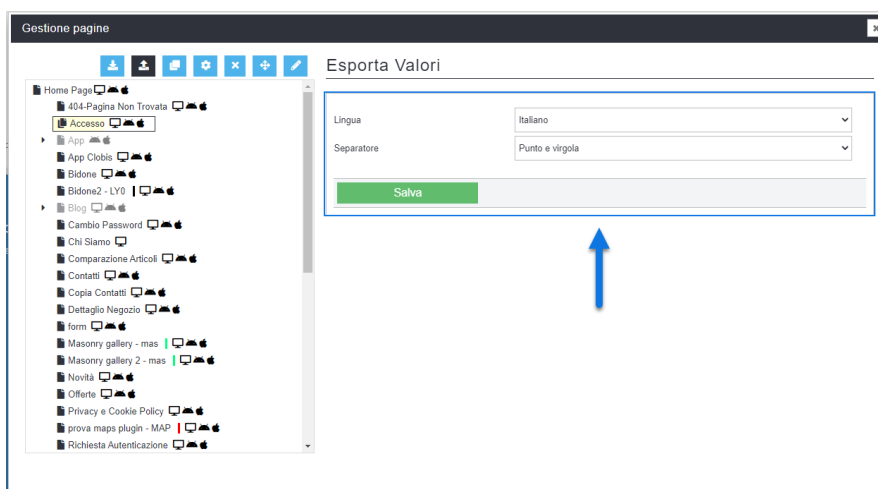 Gestione pagine
Esporta Valori
Home Page
404-Pagina Non Trovata
Accesso
App
App Clobis
Bidone
Bidone2 - LY0
Blog
Cambio Password
Chi Siamo
Comparazione Articoli
Contatti
Copia Contatti
Dettaglio Negozio
form
Masonry gallery - mas
Masonry gallery 2 - mas
Novità
Offerte
Privacy e Cookie Policy
prova maps plugin - MAP
Richiesta Autenticazione
Lingua Italiano
Separatore Punto e virgola
Salva